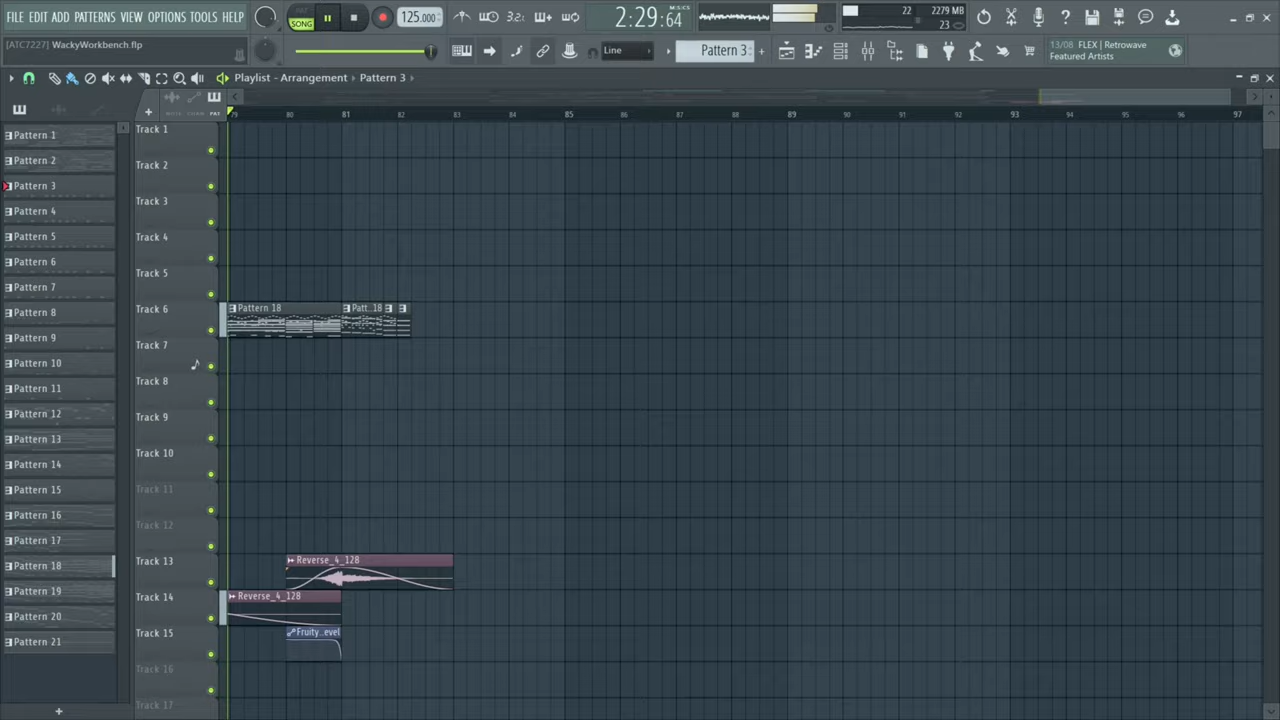 FILE EDIT ADD PATTERNS VIEW OPTIONS TOOLS HELP
SONG
125.000
3.2
2:29:64
M:S:CS
22
2279 MB
23
[ATC7227] WackyWorkbench.flp
Line
Pattern 3
13/08 FLEX | Retrowave
Featured Artists
Playlist - Arrangement
Pattern 3
79 80 81 82 83 84 85 86 87 88 89 90 91 92 93 94 95 96 97
Pattern 1
Pattern 2
Pattern 3
Pattern 4
Pattern 5
Pattern 6
Pattern 7
Pattern 8
Pattern 9
Pattern 10
Pattern 11
Pattern 12
Pattern 13
Pattern 14
Pattern 15
Pattern 16
Pattern 17
Pattern 18
Pattern 19
Pattern 20
Pattern 21
Track 1
Track 2
Track 3
Track 4
Track 5
Track 6
Pattern 18
Patt..18
Track 7
Track 8
Track 9
Track 10
Track 11
Track 12
Track 13
Reverse_4_128
Track 14
Reverse_4_128
Track 15
Fruity..evel
Track 16
Track 17